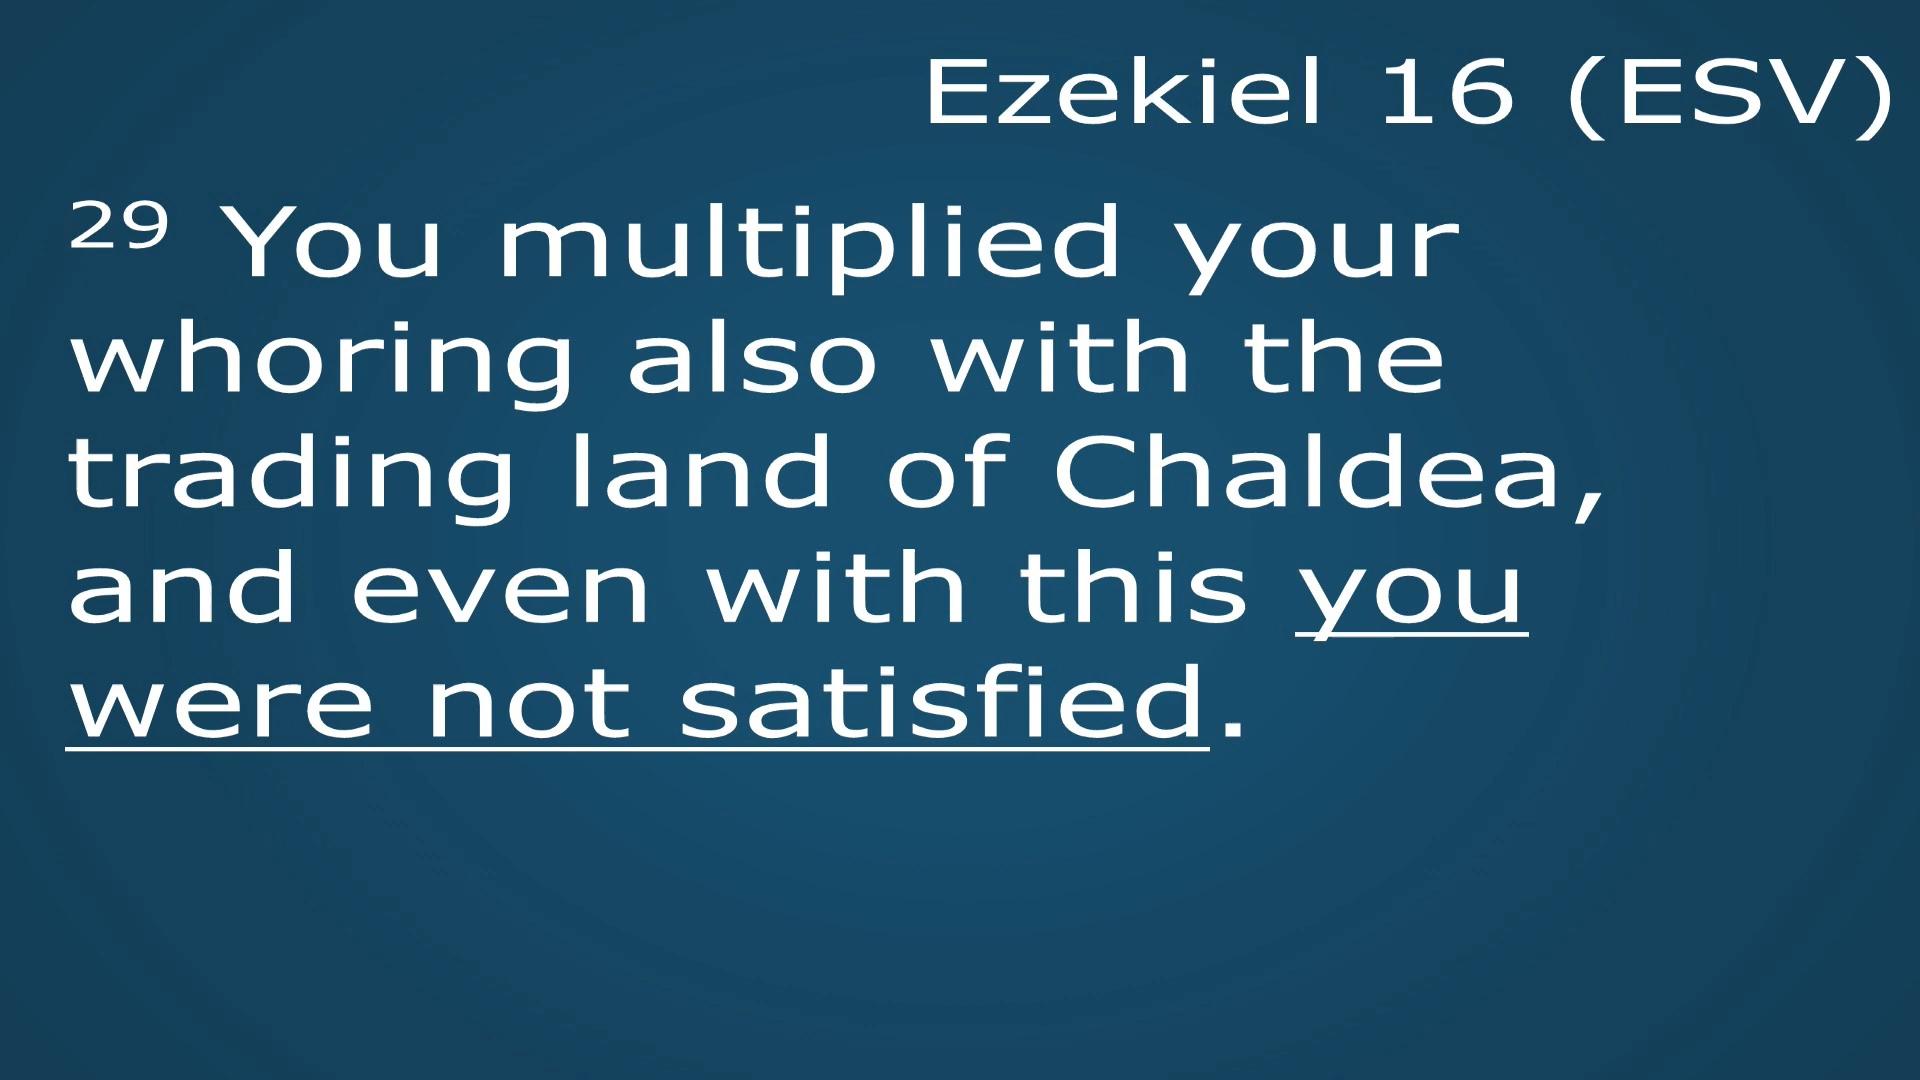 Ezekiel 16 (ESV)
29 You multiplied your
whoring also with the
trading land of Chaldea,
and even with this you
were not satisfied.